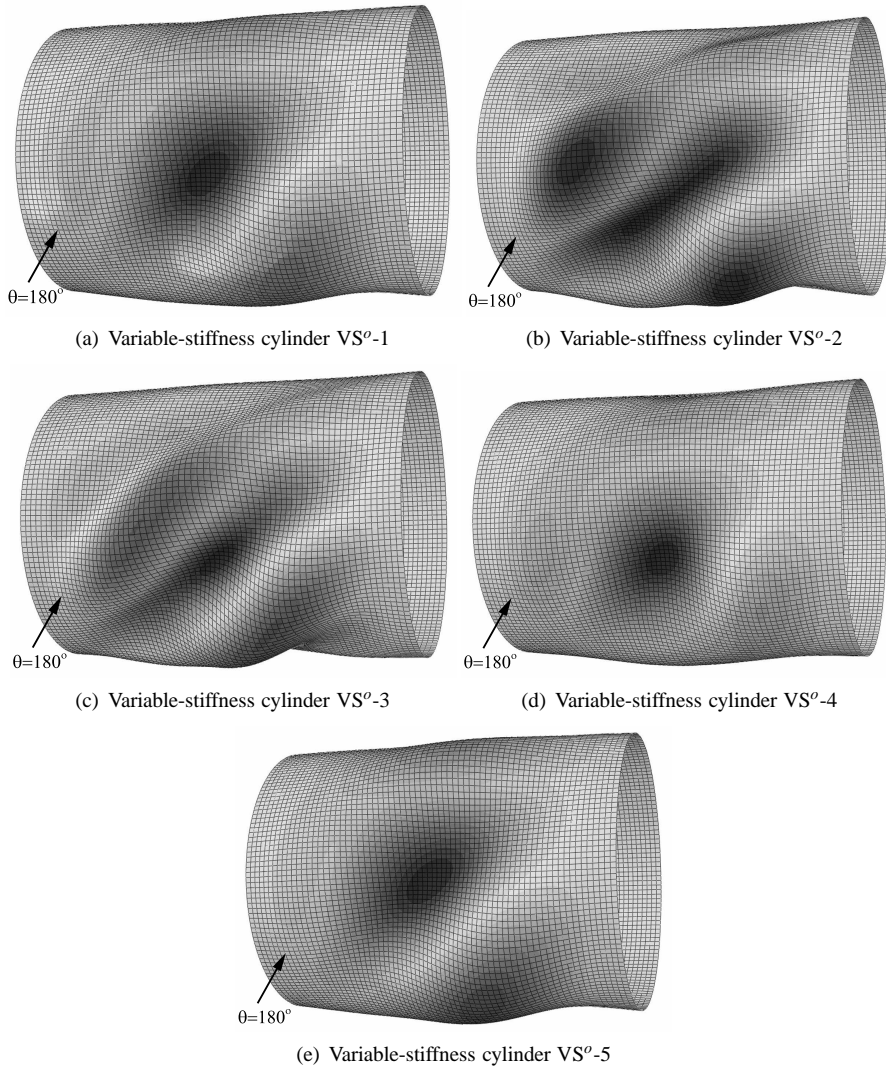 θ=180°
θ=180°
(a) Variable-stiffness cylinder VSᵒ-1
(b) Variable-stiffness cylinder VSᵒ-2
θ=180°
θ=180°
(c) Variable-stiffness cylinder VSᵒ-3
(d) Variable-stiffness cylinder VSᵒ-4
θ=180°
(e) Variable-stiffness cylinder VSᵒ-5